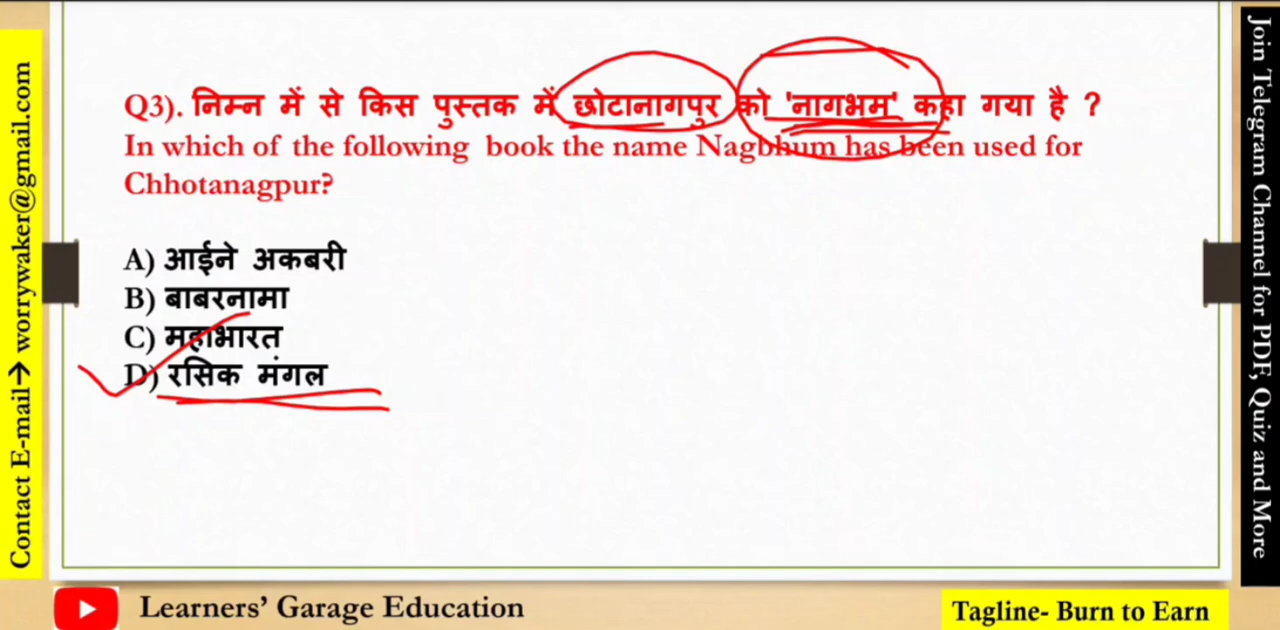 Q3). निम्न में से किस पुस्तक में छोटानागपुर को 'नागभम' कहा गया है ?
In which of the following book the name Nagbhum has been used for
Chhotanagpur?
A) आईने अकबरी
B) बाबरनामा
C) महाभारत
D) रसिक मंगल
Contact E-mail→ worrywaker@gmail.com
Join Telegram Channel for PDF, Quiz and More
Learners’ Garage Education
Tagline- Burn to Earn